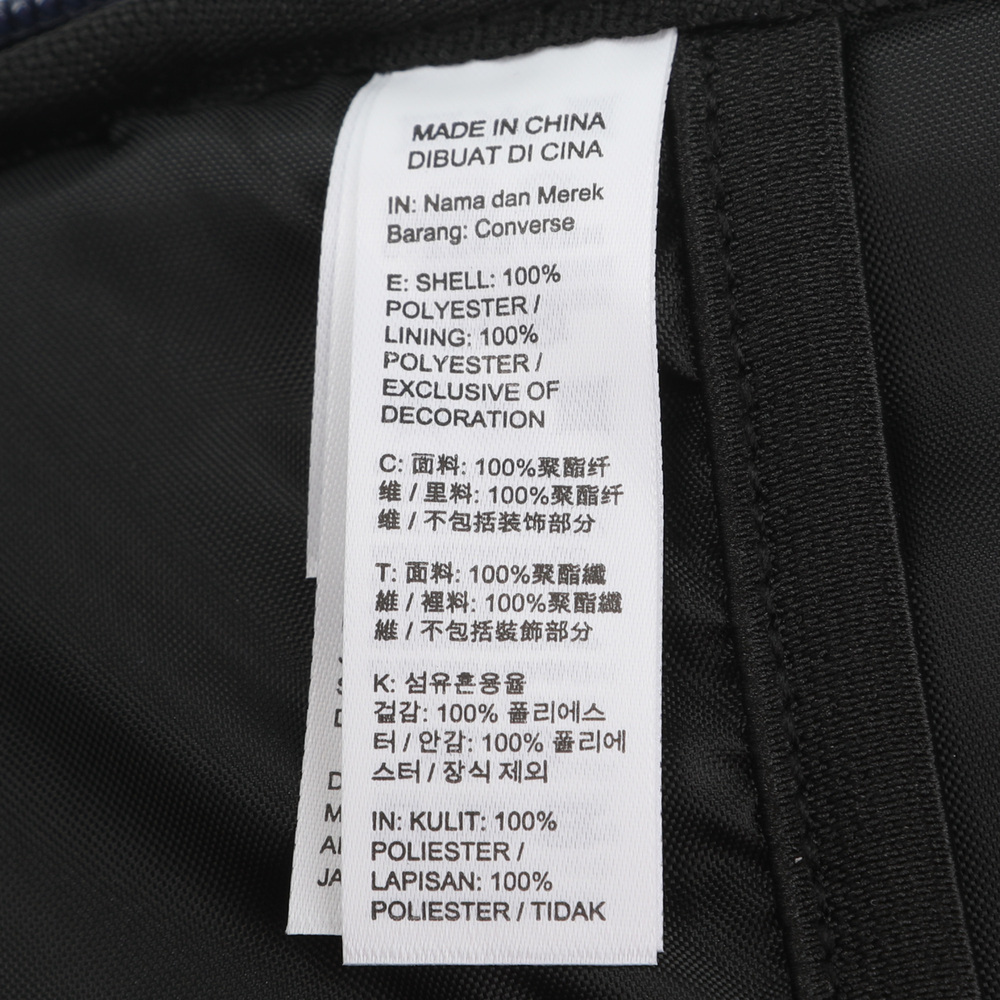 MADE IN CHINA
DIBUAT DI CINA
IN: Nama dan Merek
Barang: Converse
E: SHELL: 100%
POLYESTER /
LINING: 100%
POLYESTER /
EXCLUSIVE OF
DECORATION
C: 面料: 100%聚酯纤
维 / 里料: 100%聚酯纤
维 / 不包括装饰部分
T: 面料: 100%聚酯纖
維 / 裡料: 100%聚酯纖
維 / 不包括裝飾部分
K: 섬유혼용율
겉감: 100% 폴리에스
터 / 안감: 100% 폴리에
스터 / 장식 제외
IN: KULIT: 100%
POLIESTER /
LAPISAN: 100%
POLIESTER / TIDAK